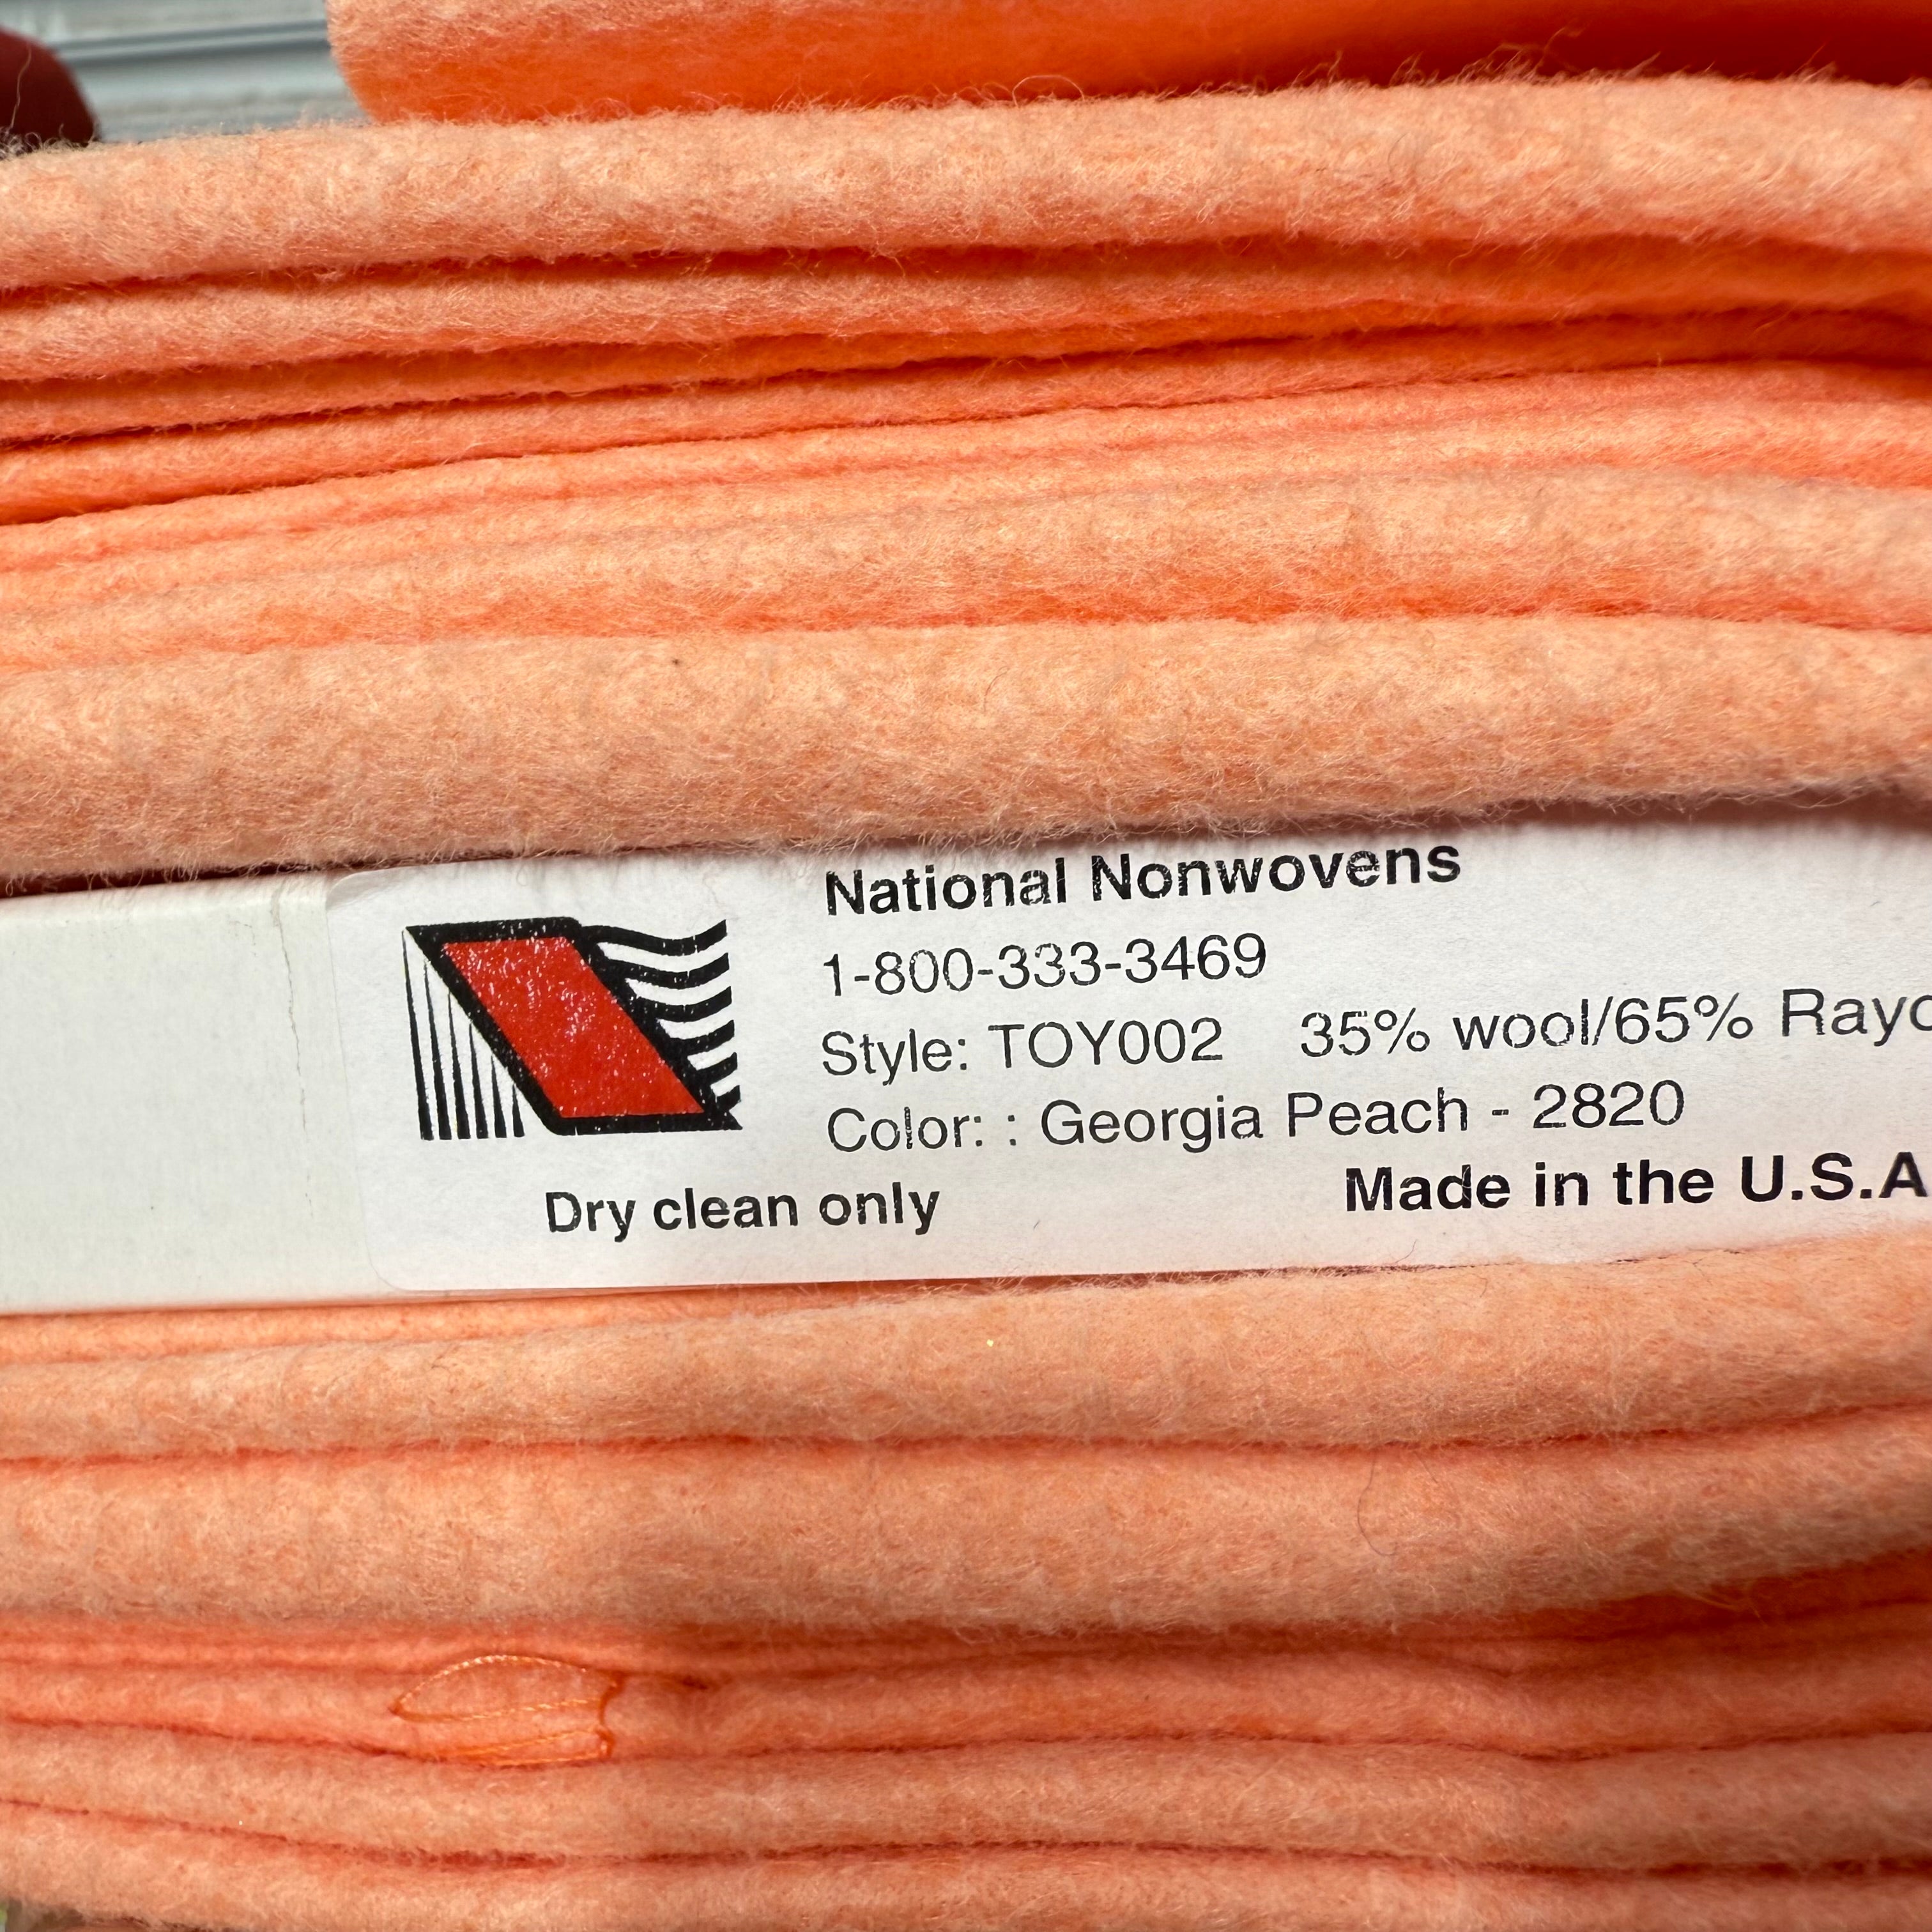 National Nonwovens
1-800-333-3469
Style: TOY002 35% wool/65%
Color: : Georgia Peach - 2820
Dry clean only Made in the U.S.A